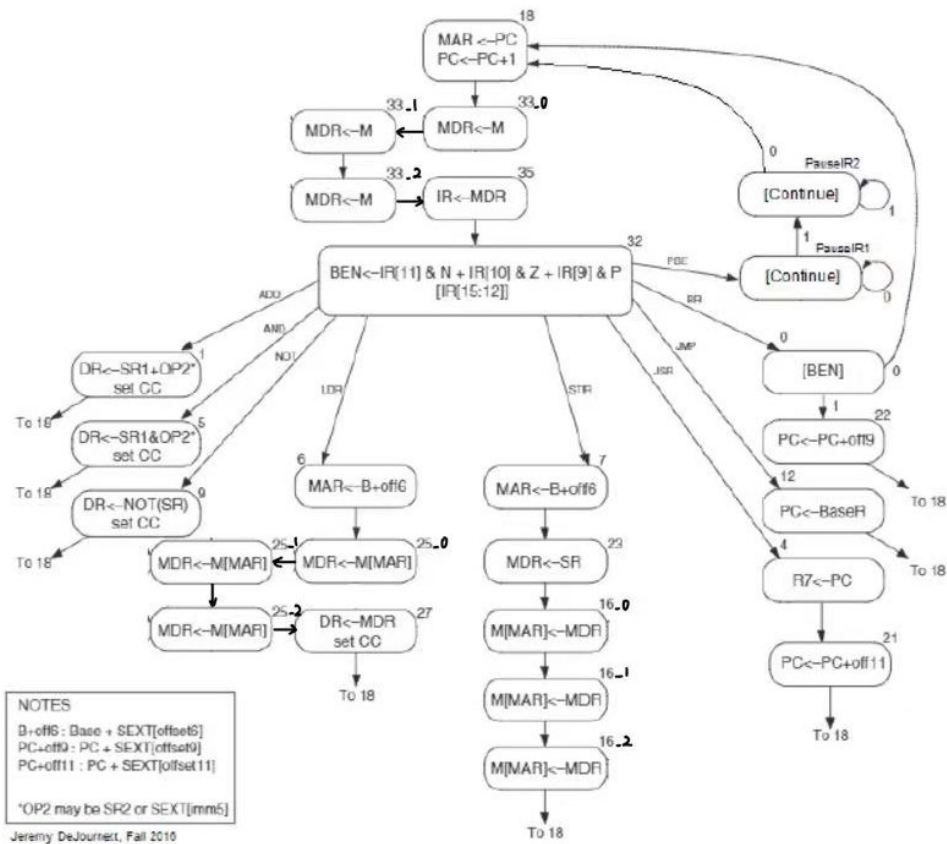 18
MAR <–PC
PC<–PC+1
33_1
MDR<–M
33_0
MDR<–M
33_2
MDR<–M
35
IR<–MDR
0
PauseIR2
[Continue]
1
1
PauseIR1
[Continue]
0
32
BEN<–IR[11] & N + IR[10] & Z + IR[9] & P
[IR[15:12]]
PSE
ADD
AND
NOT
LDR
STR
JSR
JMP
BR
1
DR<–SR1+OP2*
set CC
To 18
5
DR<–SR1&OP2*
set CC
To 18
9
DR<–NOT(SR)
set CC
To 18
6
MAR<–B+off6
25_1
MDR<–M[MAR]
25_0
MDR<–M[MAR]
25_2
MDR<–M[MAR]
27
DR<–MDR
set CC
To 18
7
MAR<–B+off6
23
MDR<–SR
16_0
M[MAR]<–MDR
16_1
M[MAR]<–MDR
16_2
M[MAR]<–MDR
To 18
0
[BEN]
0
1
22
PC<–PC+off9
To 18
12
PC<–BaseR
To 18
4
R7<–PC
21
PC<–PC+off11
To 18
NOTES
B+off6 : Base + SEXT[offset6]
PC+off9 : PC + SEXT[offset9]
PC+off11 : PC + SEXT[offset11]
*OP2 may be SR2 or SEXT[imm5]
Jeremy DeJournett, Fall 2016